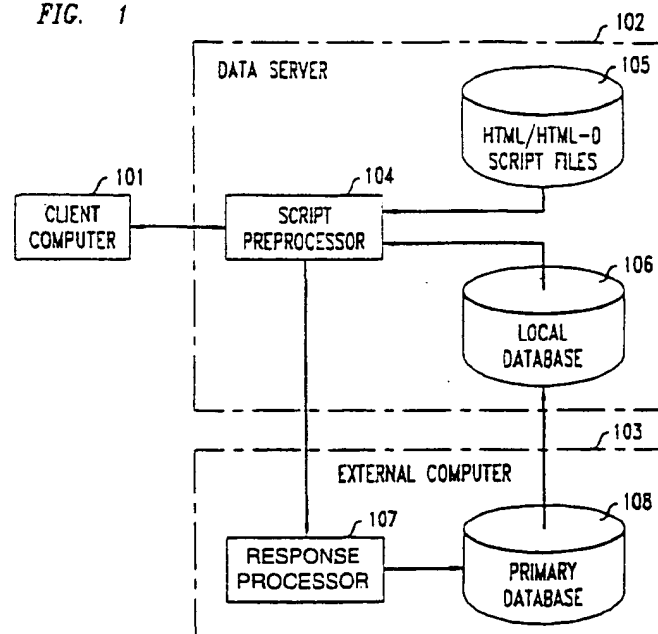 FIG. 1
102
DATA SERVER
105
HTML/HTML-D
SCRIPT FILES
101
CLIENT
COMPUTER
104
SCRIPT
PREPROCESSOR
106
LOCAL
DATABASE
103
EXTERNAL COMPUTER
107
RESPONSE
PROCESSOR
108
PRIMARY
DATABASE